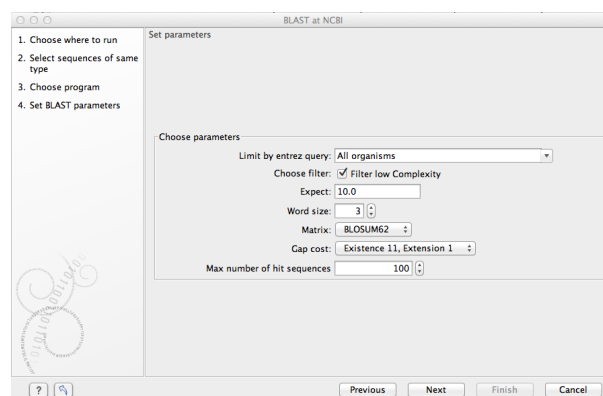 BLAST at NCBI
1. Choose where to run
2. Select sequences of same
type
3. Choose program
4. Set BLAST parameters
Set parameters
Choose parameters
Limit by entrez query: All organisms
Choose filter: Filter low Complexity
Expect: 10.0
Word size: 3
Matrix: BLOSUM62
Gap cost: Existence 11, Extension 1
Max number of hit sequences 100
? Previous Next Finish Cancel